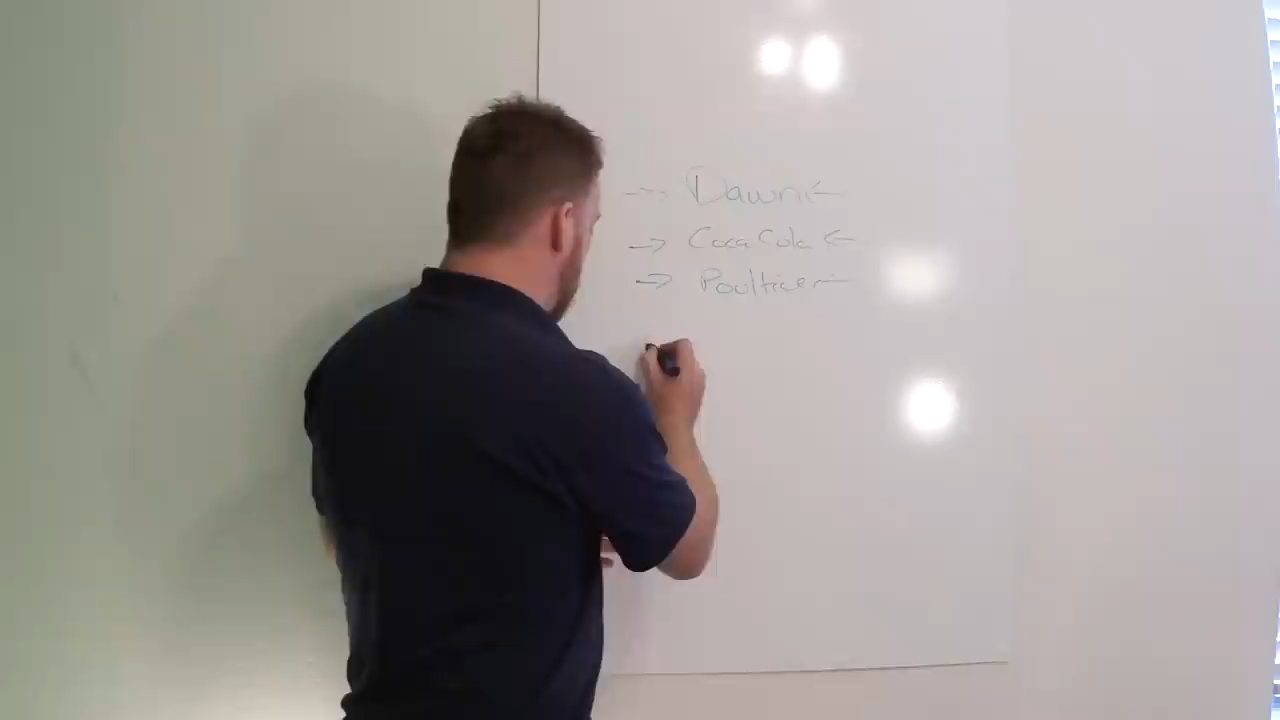 → Dawn ←
→ Coca Cola ←
→ Poultice ←